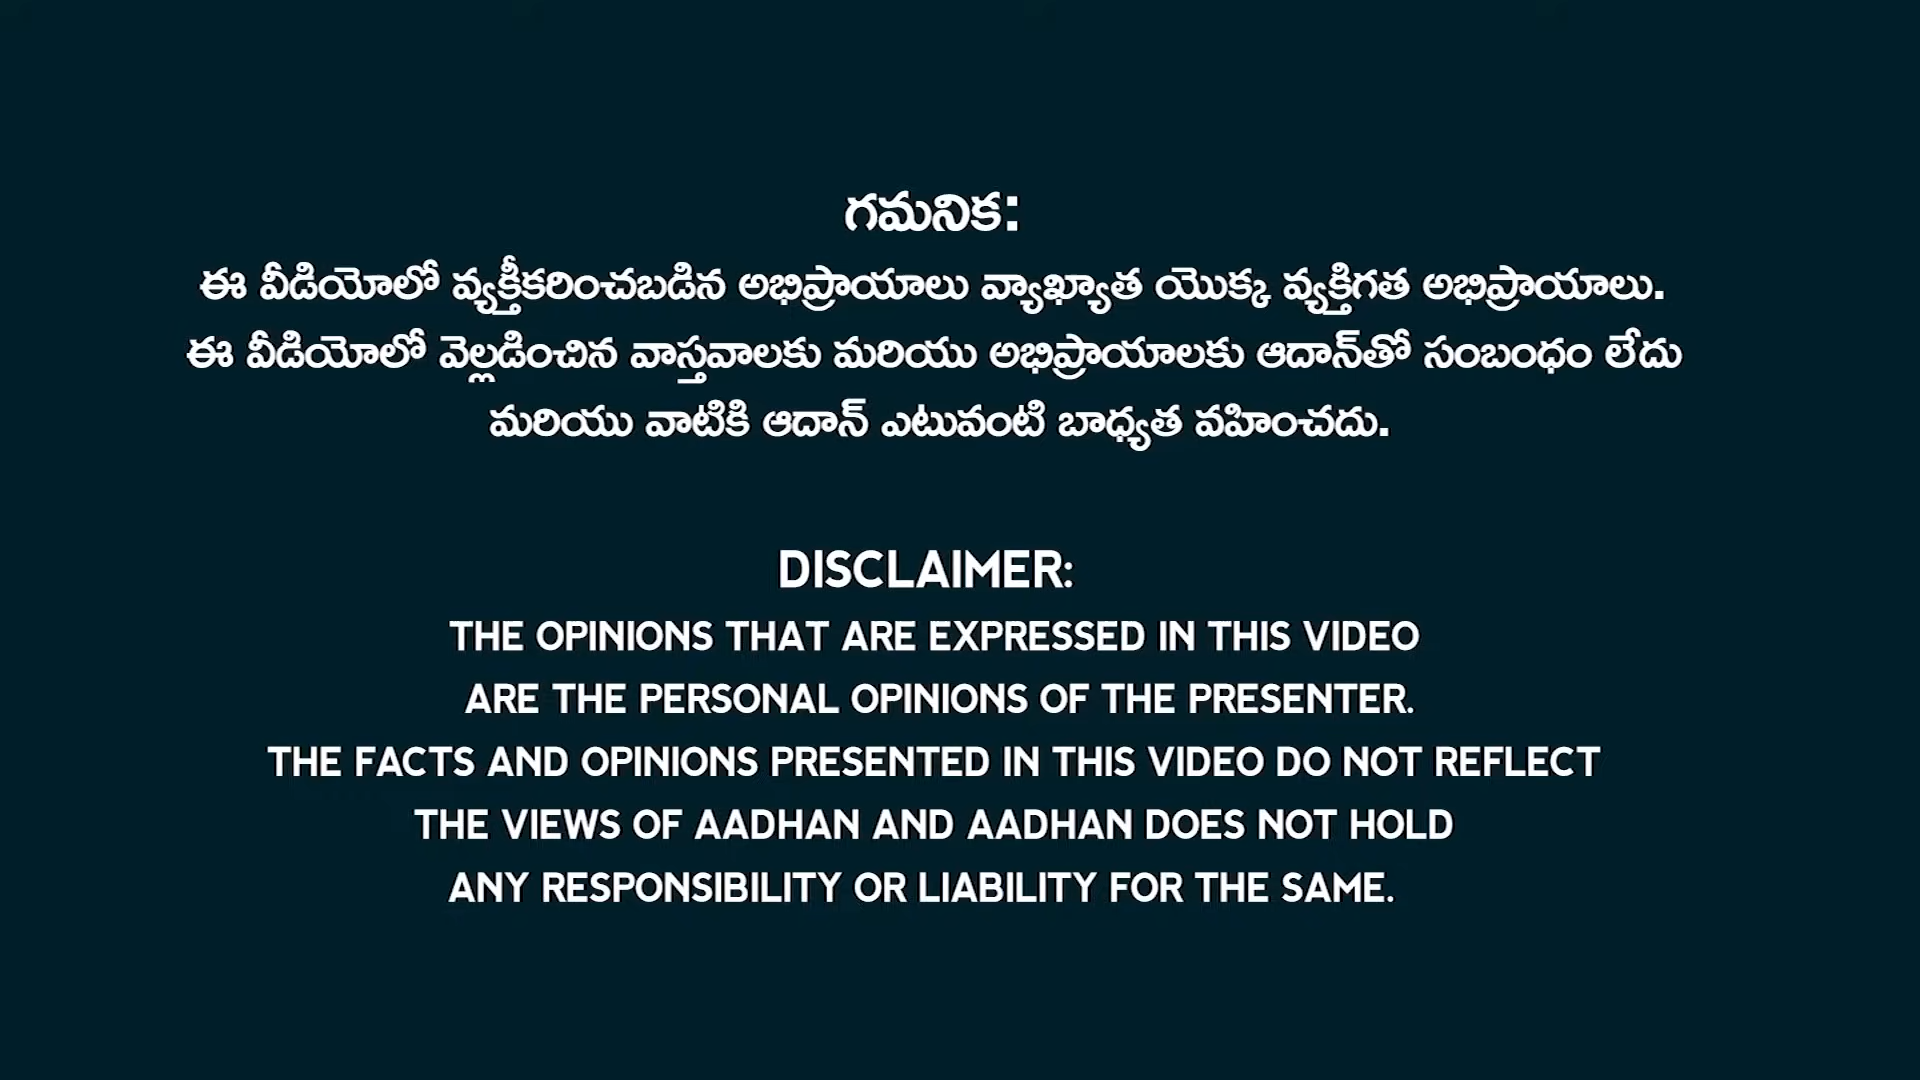 గమనిక:
ఈ వీడియోలో వ్యక్తీకరించబడిన అభిప్రాయాలు వ్యాఖ్యాత యొక్క వ్యక్తిగత అభిప్రాయాలు.
ఈ వీడియోలో వెల్లడించిన వాస్తవాలకు మరియు అభిప్రాయాలకు ఆదాన్‌తో సంబంధం లేదు
మరియు వాటికి ఆదాన్ ఎటువంటి బాధ్యత వహించదు.
DISCLAIMER:
THE OPINIONS THAT ARE EXPRESSED IN THIS VIDEO
ARE THE PERSONAL OPINIONS OF THE PRESENTER.
THE FACTS AND OPINIONS PRESENTED IN THIS VIDEO DO NOT REFLECT
THE VIEWS OF AADHAN AND AADHAN DOES NOT HOLD
ANY RESPONSIBILITY OR LIABILITY FOR THE SAME.